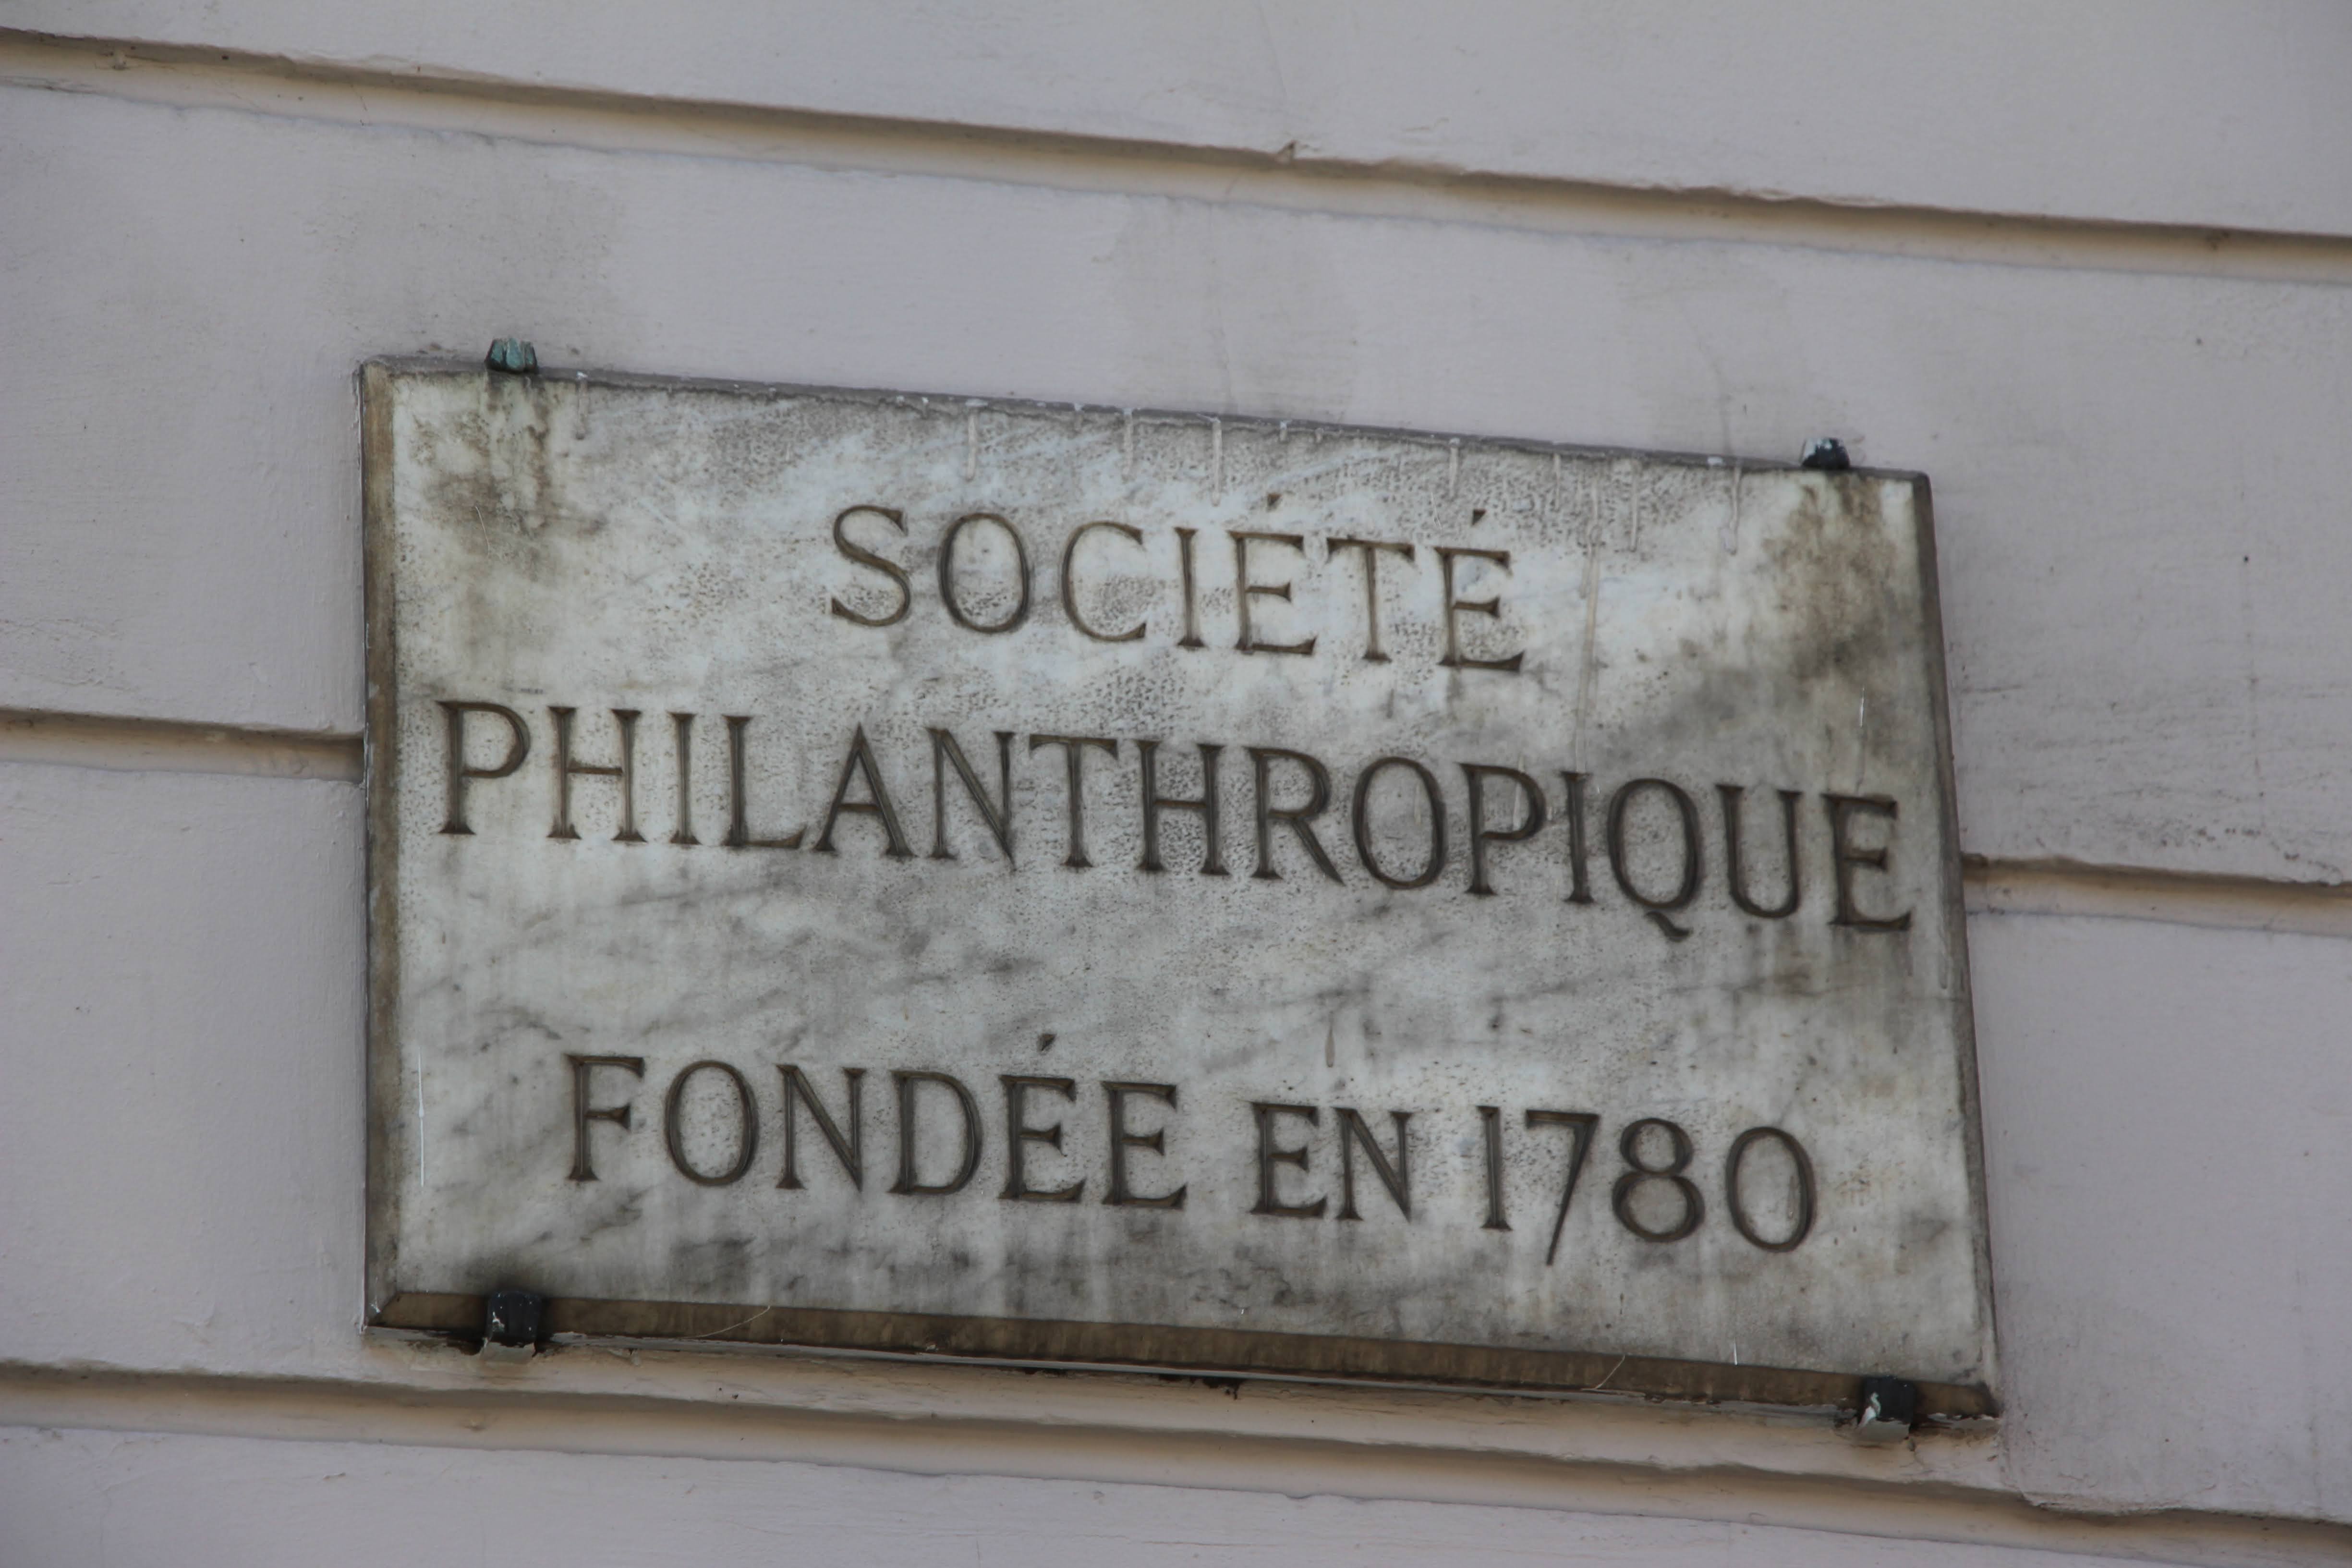 SOCIÉTÉ
PHILANTHROPIQUE
FONDÉE EN 1780